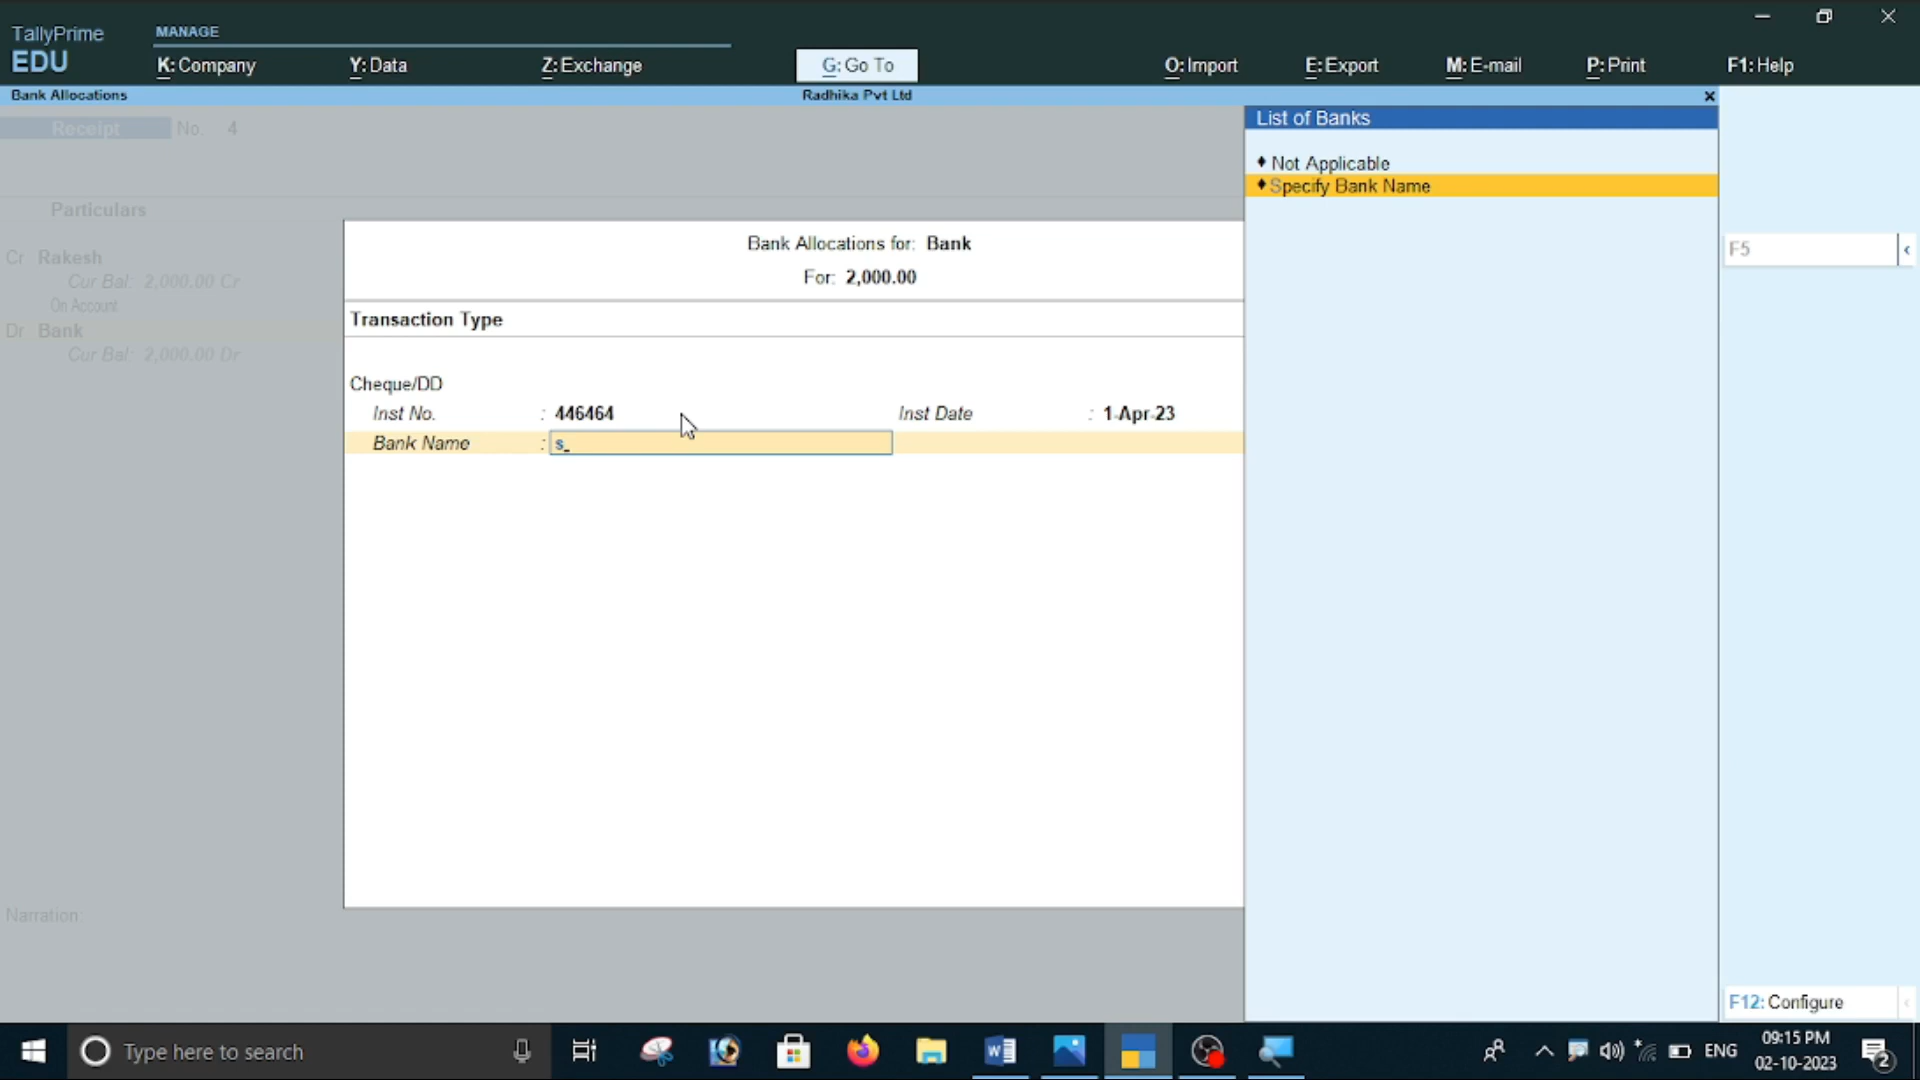 TallyPrime
EDU
MANAGE
K: Company
Y: Data
Z: Exchange
G: Go To
O: Import
E: Export
M: E-mail
P: Print
F1: Help
Bank Allocations
Radhika Pvt Ltd
Receipt No. 4
Particulars
Cr Rakesh
Cur Bal: 2,000.00 Cr
On Account
Dr Bank
Cur Bal: 2,000.00 Dr
Bank Allocations for: Bank
For: 2,000.00
Transaction Type
Cheque/DD
Inst No. : 446464 Inst Date : 1-Apr-23
Bank Name : s
Narration:
List of Banks
Not Applicable
Specify Bank Name
F5
F12: Configure
Type here to search
ENG
09:15 PM
02-10-2023
2